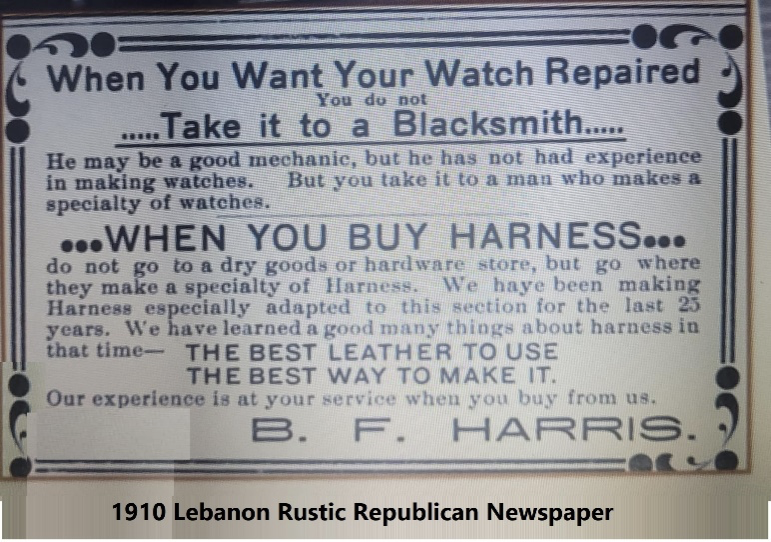 When You Want Your Watch Repaired
You do not
.....Take it to a Blacksmith.....
He may be a good mechanic, but he has not had experience
in making watches. But you take it to a man who makes a
specialty of watches.
...WHEN YOU BUY HARNESS...
do not go to a dry goods or hardware store, but go where
they make a specialty of Harness. We have been making
Harness especially adapted to this section for the last 25
years. We have learned a good many things about harness in
that time— THE BEST LEATHER TO USE
THE BEST WAY TO MAKE IT.
Our experience is at your service when you buy from us.
B. F. HARRIS.
1910 Lebanon Rustic Republican Newspaper